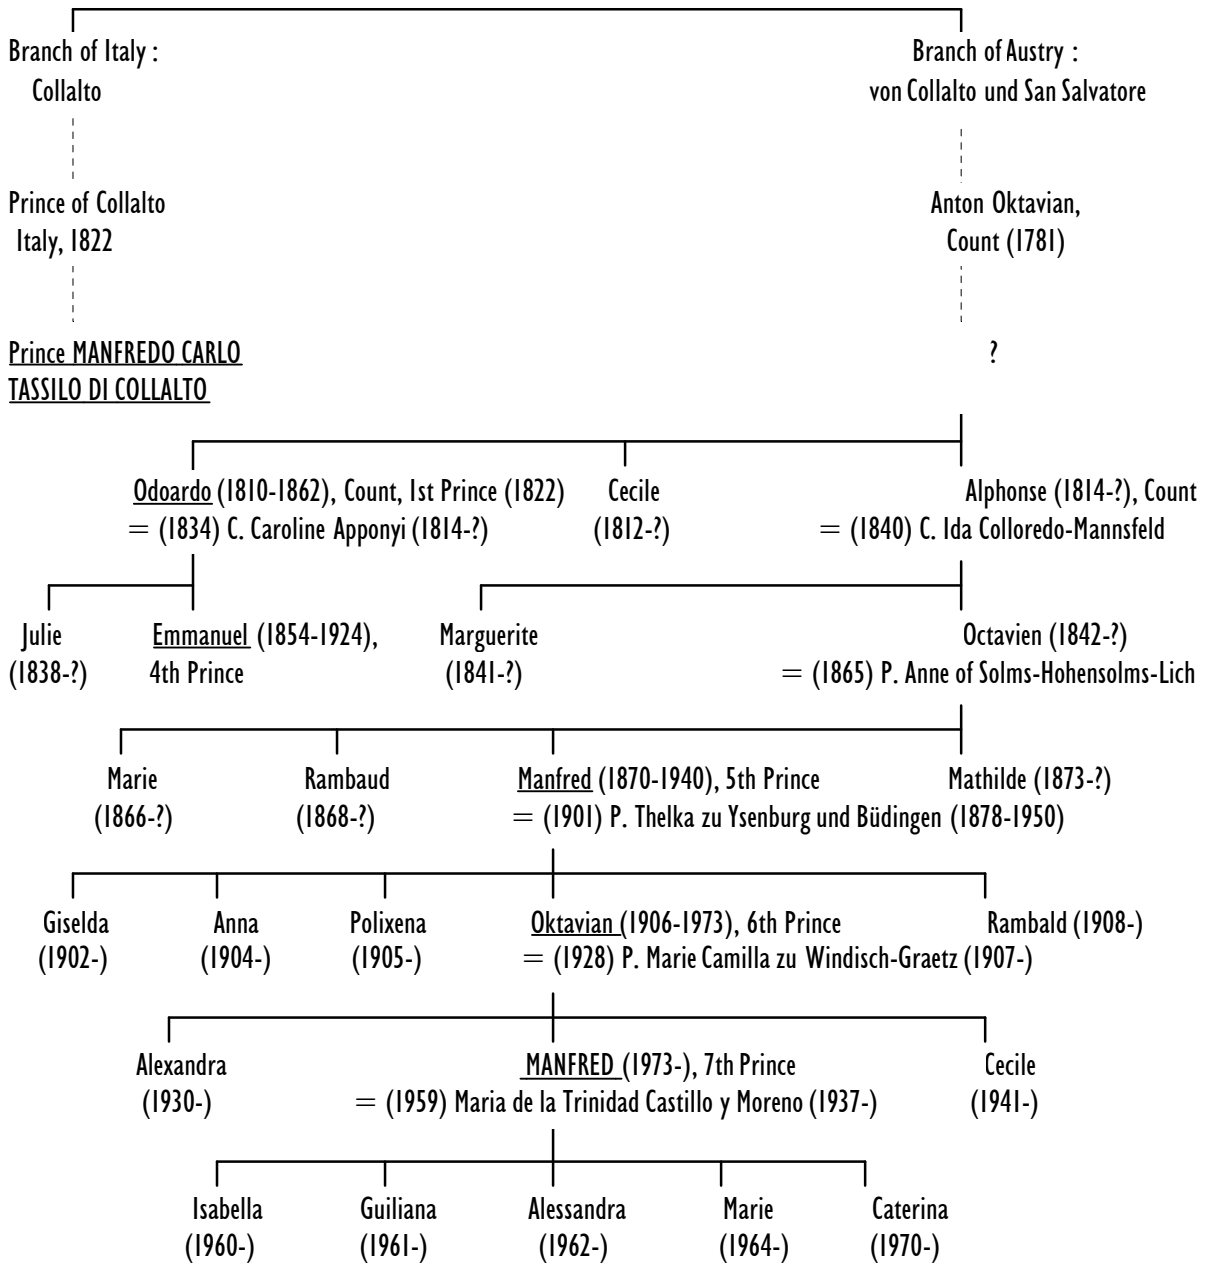 Branch of Italy :
Collalto
Branch of Austry :
von Collalto und San Salvatore
Prince of Collalto
Italy, 1822
Anton Oktavian,
Count (1781)
Prince MANFREDO CARLO
TASSILO DI COLLALTO
?
Odoardo (1810-1862), Count, 1st Prince (1822)
= (1834) C. Caroline Apponyi (1814-?)
Cecile
(1812-?)
Alphonse (1814-?), Count
= (1840) C. Ida Colloredo-Mannsfeld
Julie
(1838-?)
Emmanuel (1854-1924),
4th Prince
Marguerite
(1841-?)
Octavien (1842-?)
= (1865) P. Anne of Solms-Hohensolms-Lich
Marie
(1866-?)
Rambaud
(1868-?)
Manfred (1870-1940), 5th Prince
= (1901) P. Thelka zu Ysenburg und Büdingen (1878-1950)
Mathilde (1873-?)
Giselda
(1902-)
Anna
(1904-)
Polixena
(1905-)
Oktavian (1906-1973), 6th Prince
= (1928) P. Marie Camilla zu Windisch-Graetz (1907-)
Rambald (1908-)
Alexandra
(1930-)
MANFRED (1973-), 7th Prince
= (1959) Maria de la Trinidad Castillo y Moreno (1937-)
Cecile
(1941-)
Isabella
(1960-)
Guiliana
(1961-)
Alessandra
(1962-)
Marie
(1964-)
Caterina
(1970-)